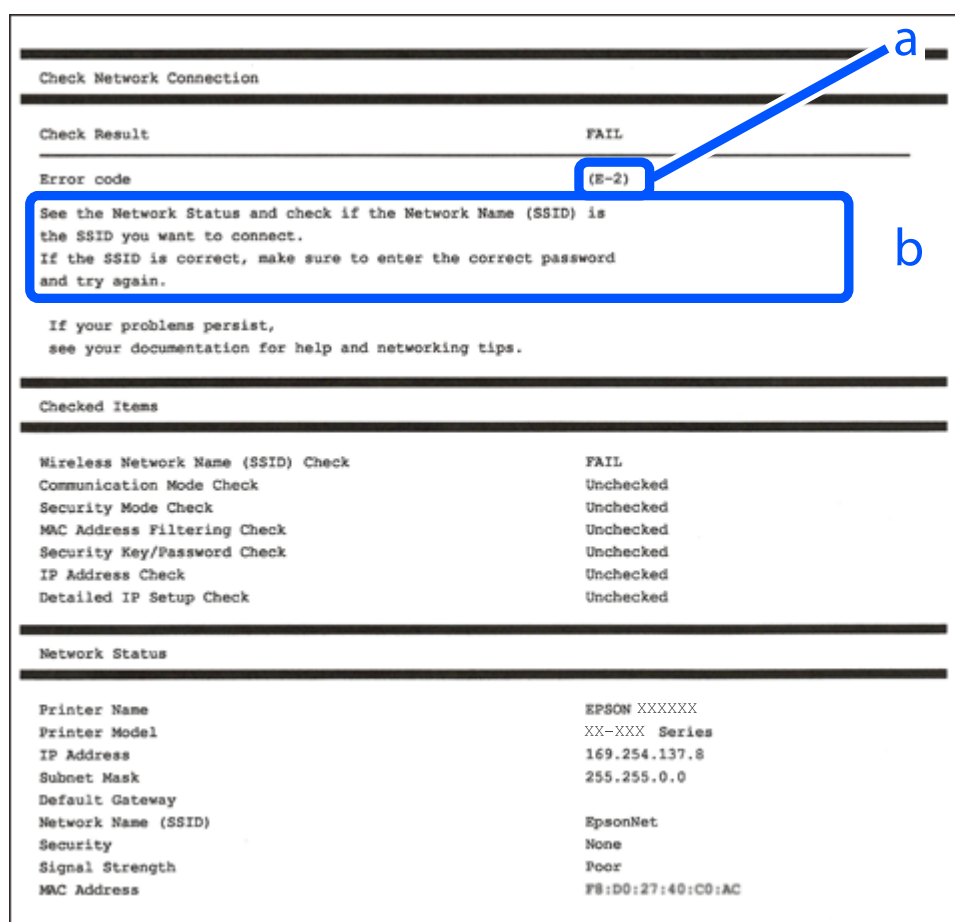 a
Check Network Connection
Check Result FAIL
Error code (E-2)
See the Network Status and check if the Network Name (SSID) is
the SSID you want to connect.
If the SSID is correct, make sure to enter the correct password
and try again.
b
If your problems persist,
see your documentation for help and networking tips.
Checked Items
Wireless Network Name (SSID) Check FAIL
Communication Mode Check Unchecked
Security Mode Check Unchecked
MAC Address Filtering Check Unchecked
Security Key/Password Check Unchecked
IP Address Check Unchecked
Detailed IP Setup Check Unchecked
Network Status
Printer Name EPSON XXXXXX
Printer Model XX-XXX Series
IP Address 169.254.137.8
Subnet Mask 255.255.0.0
Default Gateway
Network Name (SSID) EpsonNet
Security None
Signal Strength Poor
MAC Address F8:D0:27:40:C0:AC